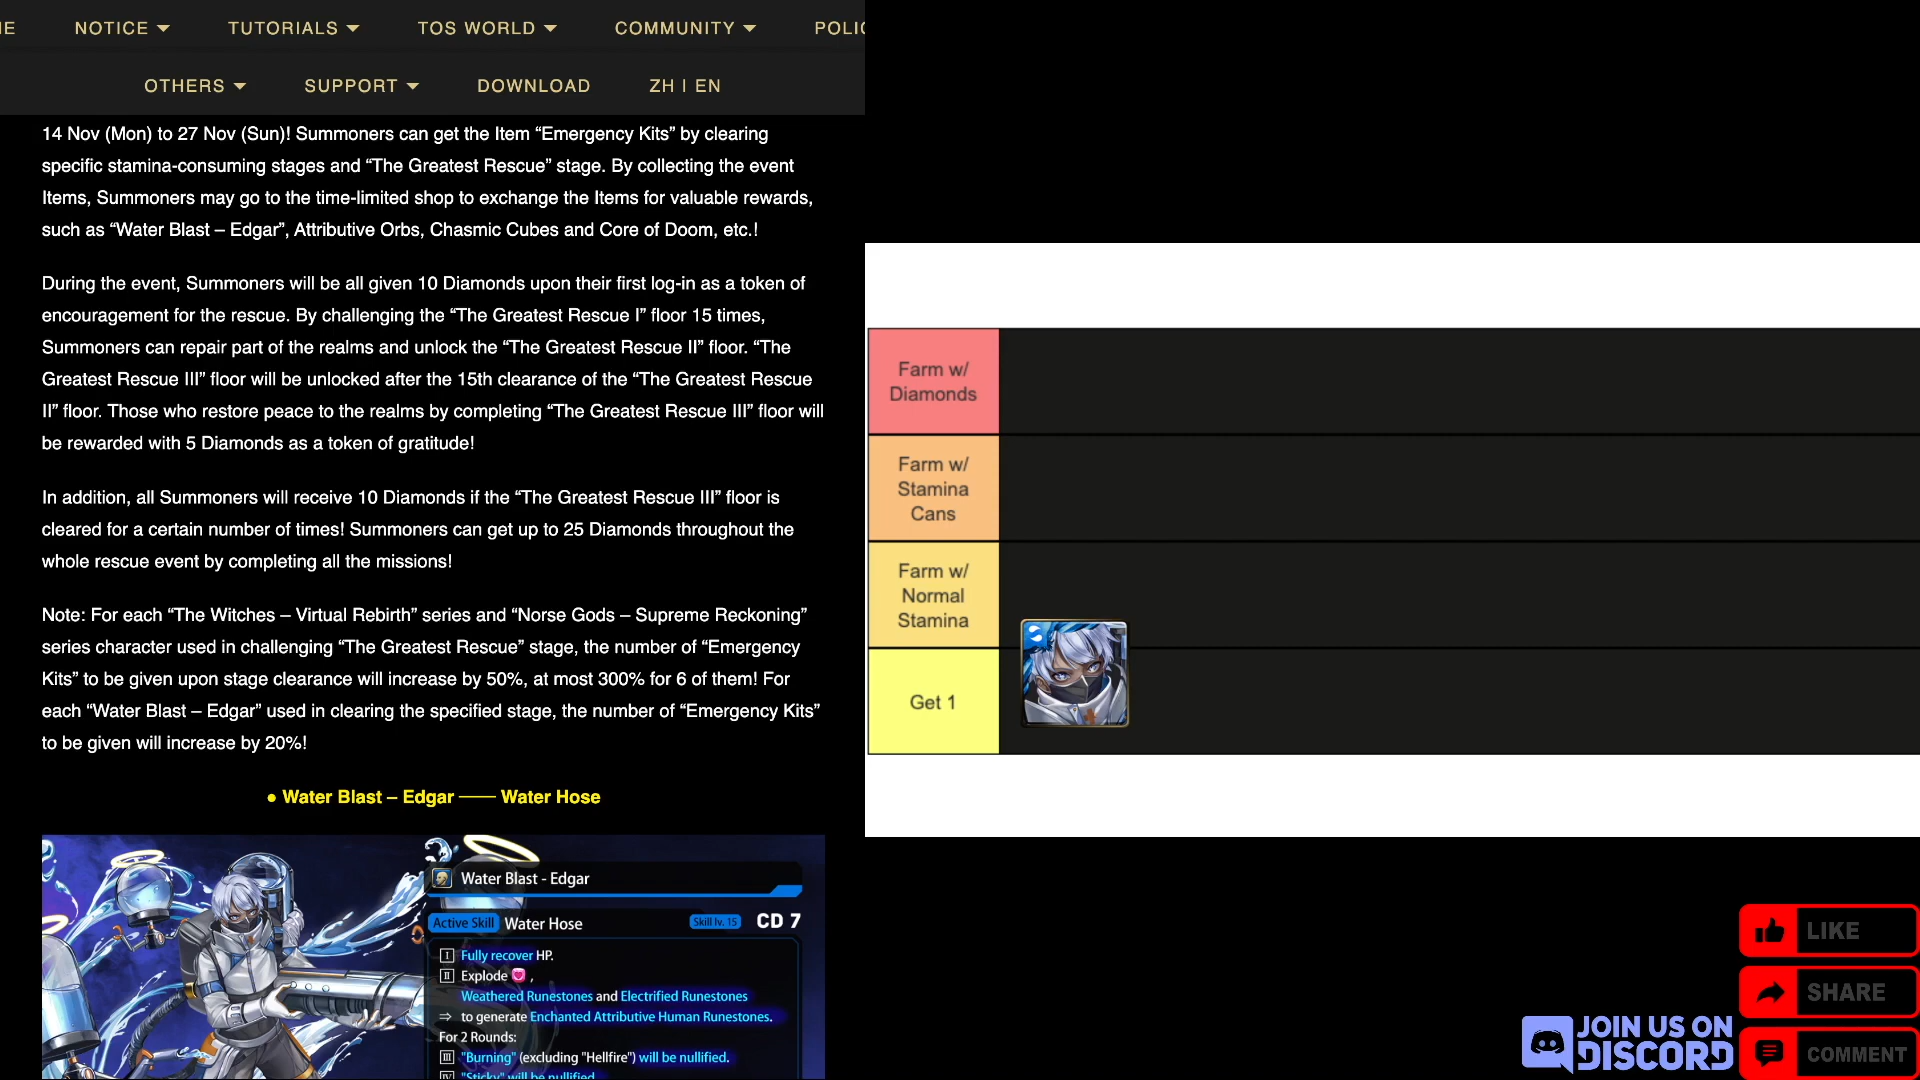 NOTICE
TUTORIALS
TOS WORLD
COMMUNITY
OTHERS
SUPPORT
DOWNLOAD
ZH | EN
14 Nov (Mon) to 27 Nov (Sun)! Summoners can get the Item “Emergency Kits” by clearing
specific stamina-consuming stages and “The Greatest Rescue” stage. By collecting the event
Items, Summoners may go to the time-limited shop to exchange the Items for valuable rewards,
such as “Water Blast – Edgar”, Attributive Orbs, Chasmic Cubes and Core of Doom, etc.!
During the event, Summoners will be all given 10 Diamonds upon their first log-in as a token of
encouragement for the rescue. By challenging the “The Greatest Rescue I” floor 15 times,
Summoners can repair part of the realms and unlock the “The Greatest Rescue II” floor. “The
Greatest Rescue III” floor will be unlocked after the 15th clearance of the “The Greatest Rescue
II” floor. Those who restore peace to the realms by completing “The Greatest Rescue III” floor will
be rewarded with 5 Diamonds as a token of gratitude!
In addition, all Summoners will receive 10 Diamonds if the “The Greatest Rescue III” floor is
cleared for a certain number of times! Summoners can get up to 25 Diamonds throughout the
whole rescue event by completing all the missions!
Note: For each “The Witches – Virtual Rebirth” series and “Norse Gods – Supreme Reckoning”
series character used in challenging “The Greatest Rescue” stage, the number of “Emergency
Kits” to be given upon stage clearance will increase by 50%, at most 300% for 6 of them! For
each “Water Blast – Edgar” used in clearing the specified stage, the number of “Emergency Kits”
to be given will increase by 20%!
● Water Blast – Edgar —— Water Hose
Water Blast - Edgar
Active Skill Water Hose Skill lv. 15 CD 7
I Fully recover HP.
II Explode ,
Weathered Runestones and Electrified Runestones
⇒ to generate Enchanted Attributive Human Runestones.
For 2 Rounds:
III "Burning" (excluding "Hellfire") will be nullified.
IV "Sticky" will be nullified.
Farm w/
Diamonds
Farm w/
Stamina
Cans
Farm w/
Normal
Stamina
Get 1
LIKE
SHARE
COMMENT
JOIN US ON
DISCORD